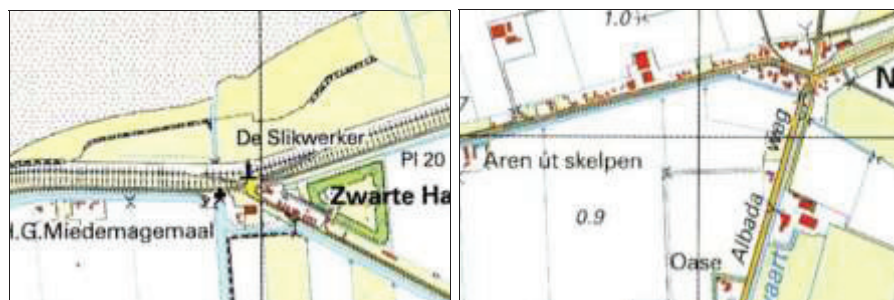 De Slikwerker
Pl 20
Zwarte Ha
.G.Miedemagemaal
1.0
N
Aren út skelpen
weg
0.9
Albada
Oase
aart